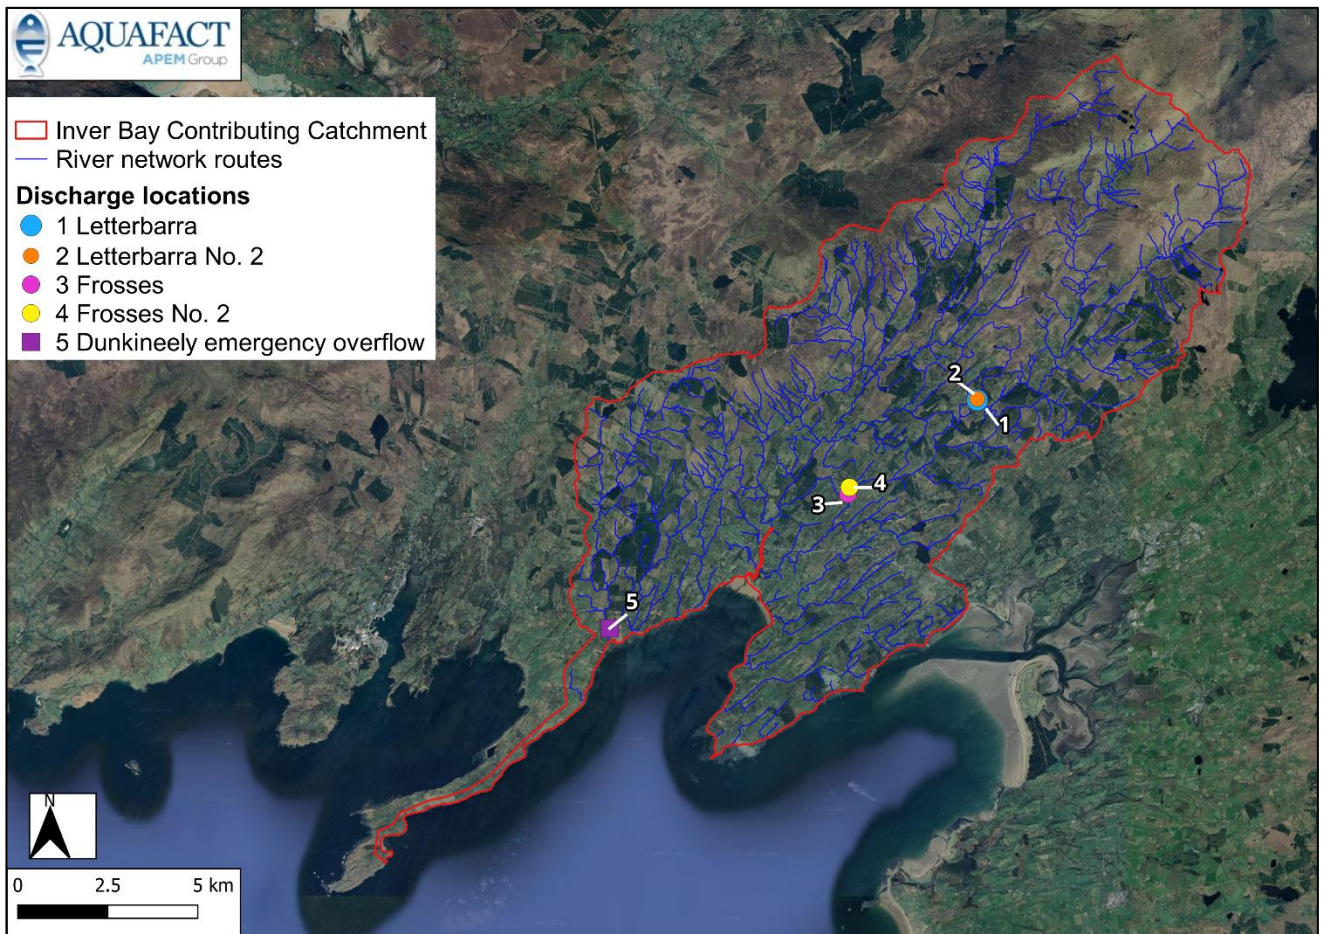 AQUAFACT
APEM Group
Inver Bay Contributing Catchment
River network routes
Discharge locations
1 Letterbarra
2 Letterbarra No. 2
3 Frosses
4 Frosses No. 2
5 Dunkineely emergency overflow
2
1
4
3
5
N
0 2.5 5 km